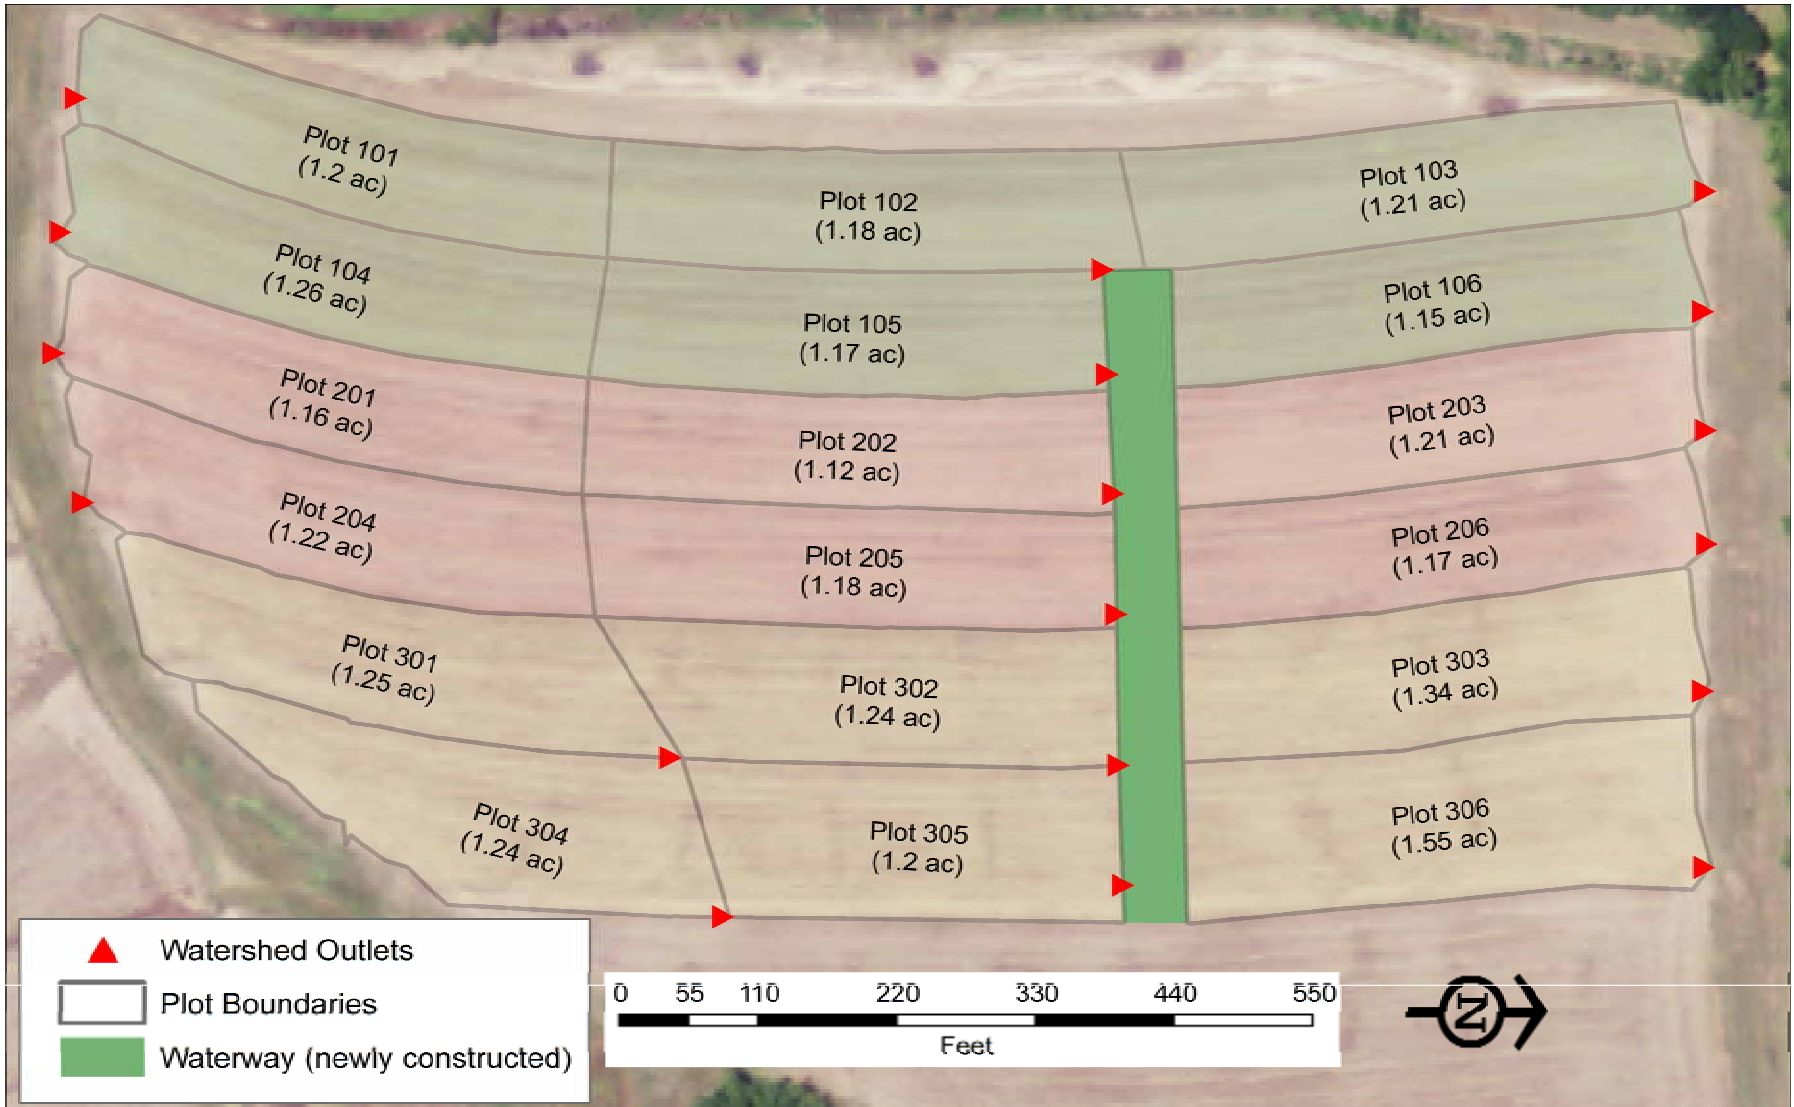 Plot 101
(1.2 ac)
Plot 102
(1.18 ac)
Plot 103
(1.21 ac)
Plot 104
(1.26 ac)
Plot 105
(1.17 ac)
Plot 106
(1.15 ac)
Plot 201
(1.16 ac)
Plot 202
(1.12 ac)
Plot 203
(1.21 ac)
Plot 204
(1.22 ac)
Plot 205
(1.18 ac)
Plot 206
(1.17 ac)
Plot 301
(1.25 ac)
Plot 302
(1.24 ac)
Plot 303
(1.34 ac)
Plot 304
(1.24 ac)
Plot 305
(1.2 ac)
Plot 306
(1.55 ac)
Watershed Outlets
Plot Boundaries
Waterway (newly constructed)
0 55 110 220 330 440 550
Feet
N